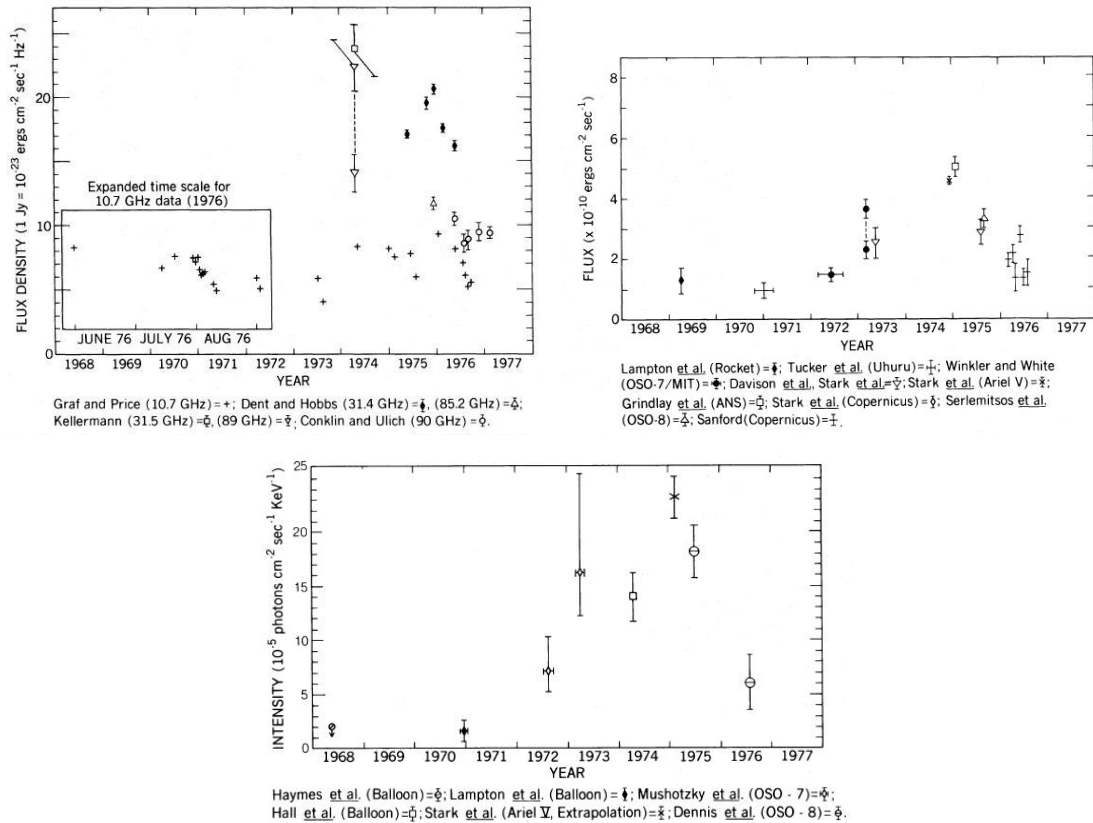 FLUX DENSITY (1 Jy = 10-23 ergs cm-2 sec-1 Hz-1)
20
10
0
Expanded time scale for
10.7 GHz data (1976)
JUNE 76 JULY 76 AUG 76
1968 1969 1970 1971 1972 1973 1974 1975 1976 1977
YEAR
Graf and Price (10.7 GHz) = +; Dent and Hobbs (31.4 GHz) = , (85.2 GHz) = ;
Kellermann (31.5 GHz) = , (89 GHz) = ; Conklin and Ulich (90 GHz) = .
FLUX (x 10-10 ergs cm-2 sec-1)
8
6
4
2
0
1968 1969 1970 1971 1972 1973 1974 1975 1976 1977
YEAR
Lampton et al. (Rocket) = ; Tucker et al. (Uhuru) = ; Winkler and White
(OSO-7/MIT) = ; Davison et al., Stark et al. = ; Stark et al. (Ariel V) = ;
Grindlay et al. (ANS) = ; Stark et al. (Copernicus) = ; Serlemitsos et al.
(OSO-8) = ; Sanford (Copernicus) = .
INTENSITY (10-5 photons cm-2 sec-1 KeV-1)
25
20
15
10
5
0
1968 1969 1970 1971 1972 1973 1974 1975 1976 1977
YEAR
Haymes et al. (Balloon) = ; Lampton et al. (Balloon) = ; Mushotzky et al. (OSO - 7) = ;
Hall et al. (Balloon) = ; Stark et al. (Ariel V, Extrapolation) = ; Dennis et al. (OSO - 8) = .